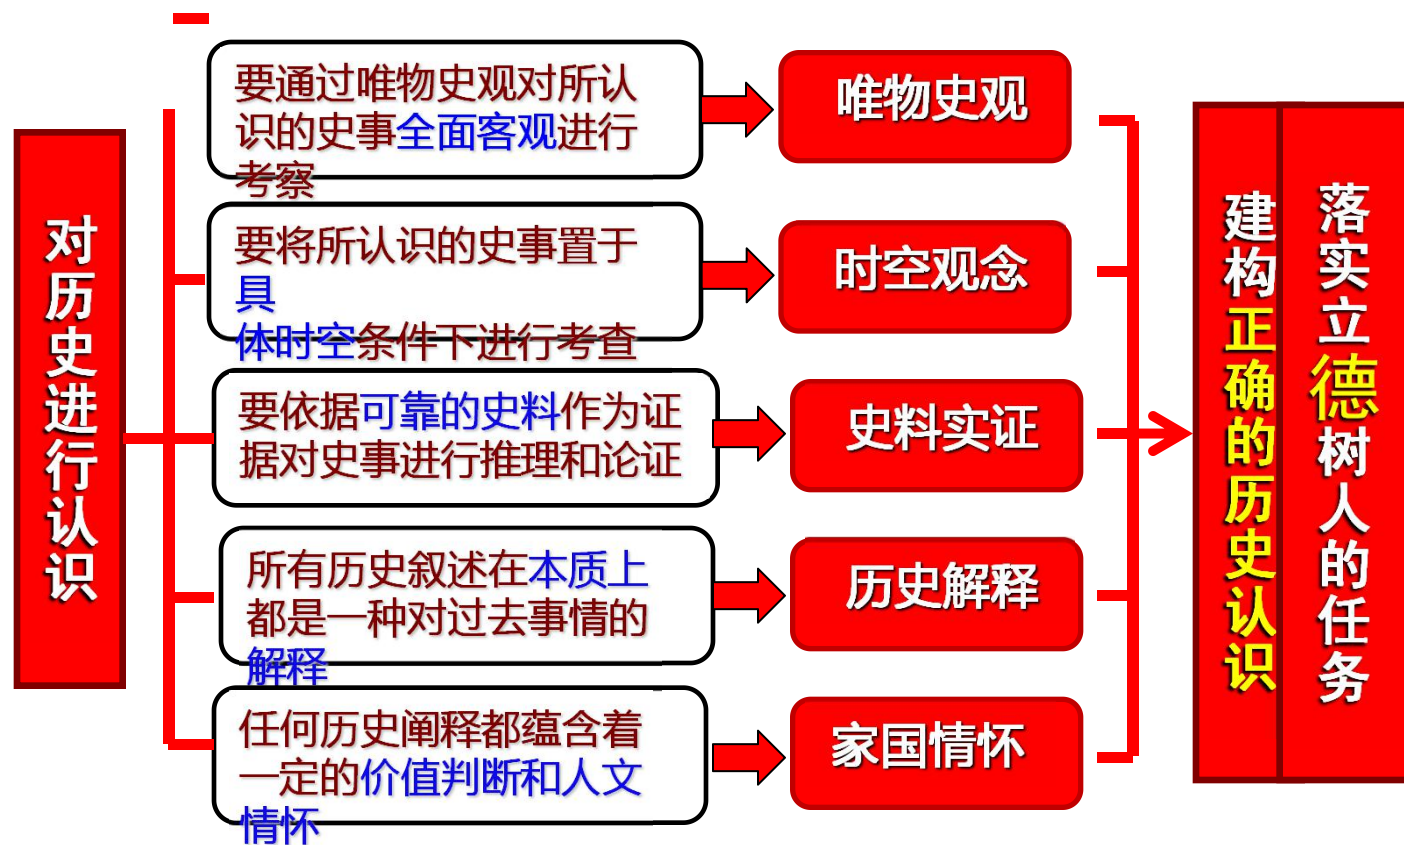 对历史进行认识
要通过唯物史观对所认
识的史事全面客观进行
考察
唯物史观
要将所认识的史事置于
具
体时空条件下进行考查
时空观念
要依据可靠的史料作为证
据对史事进行推理和论证
史料实证
所有历史叙述在本质上
都是一种对过去事情的
解释
历史解释
任何历史阐释都蕴含着
一定的价值判断和人文
情怀
家国情怀
建构正确的历史认识
落实立德树人的任务